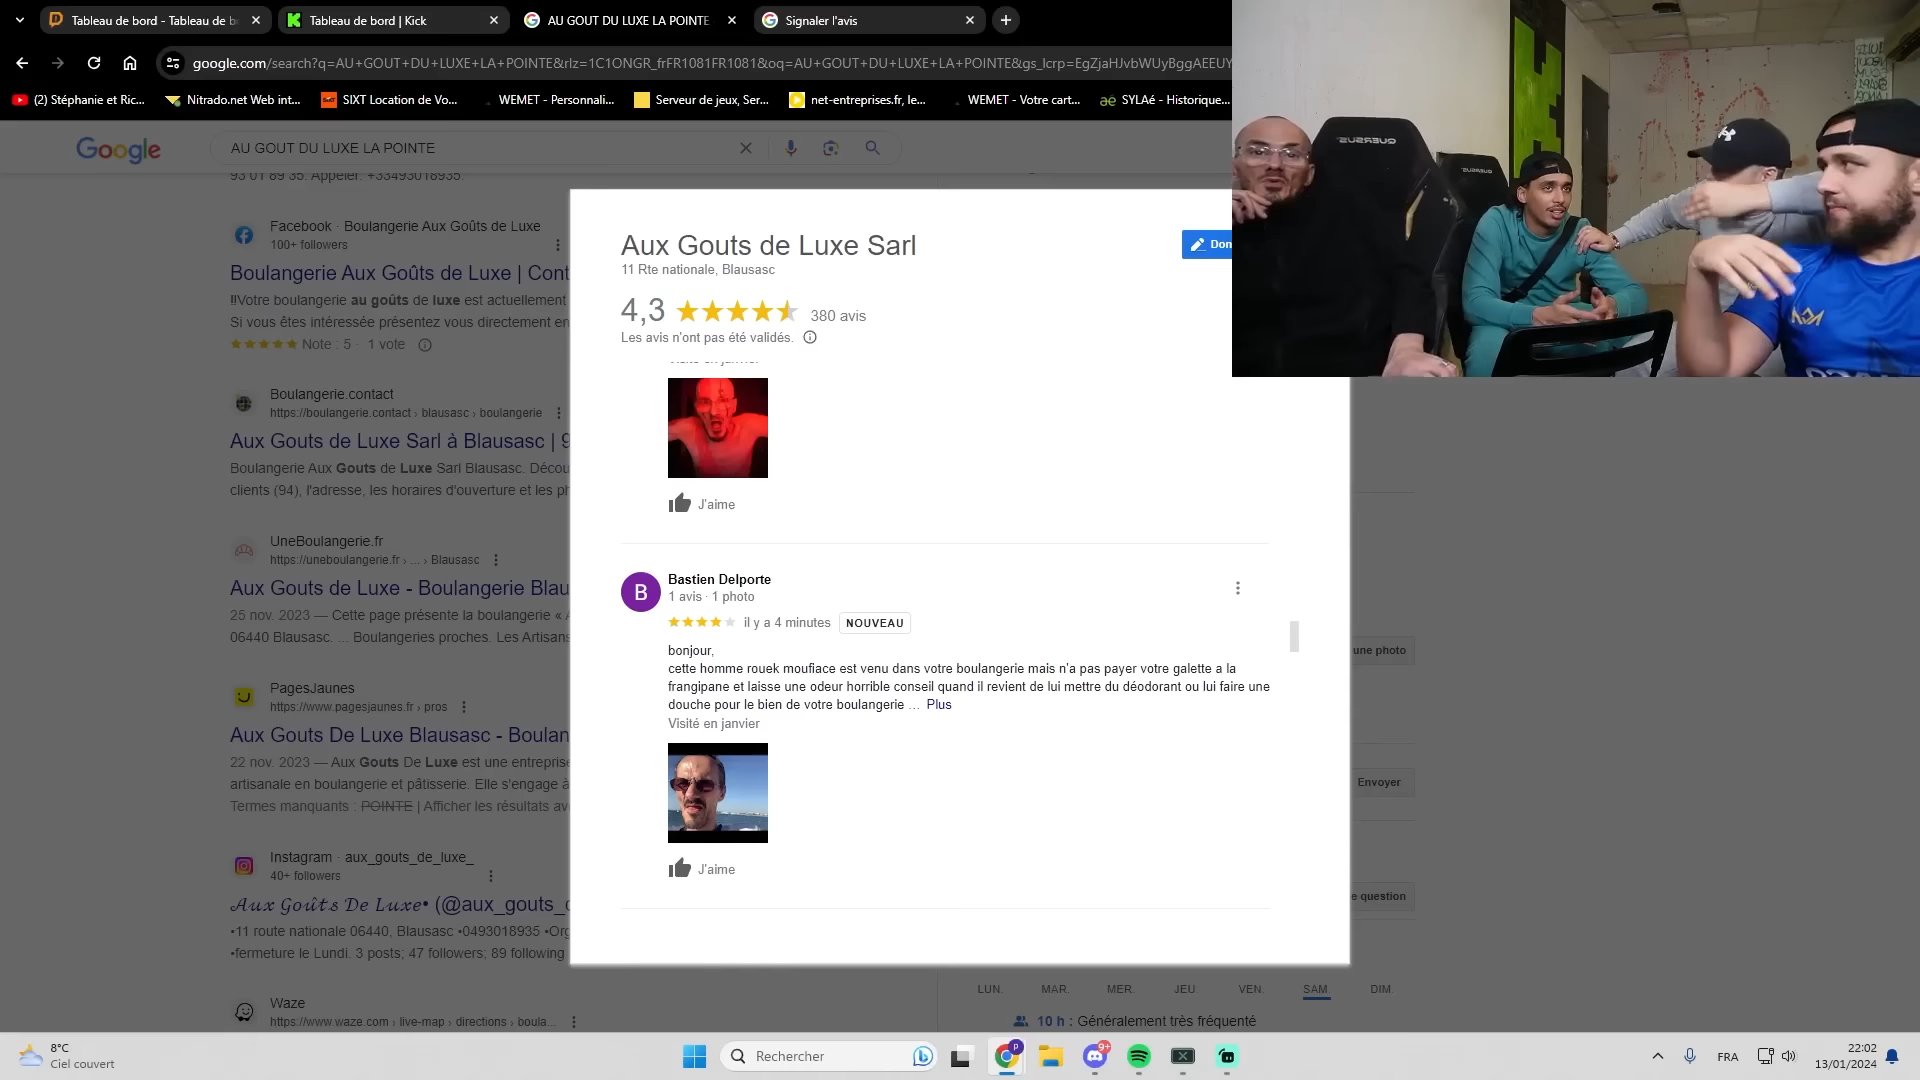 Tableau de bord - Tableau de b
Tableau de bord | Kick
AU GOUT DU LUXE LA POINTE
Signaler l'avis
google.com/search?q=AU+GOUT+DU+LUXE+LA+POINTE&rlz=1C1ONGR_frFR1081FR1081&oq=AU+GOUT+DU+LUXE+LA+POINTE&gs_lcrp=EgZjaHJvbWUyBggAEEUY
(2) Stéphanie et Ric...
Nitrado.net Web int...
SIXT Location de Vo...
WEMET - Personnali...
Serveur de jeux, Ser...
net-entreprises.fr, le...
WEMET - Votre cart...
SYLAé - Historique...
Google
AU GOUT DU LUXE LA POINTE
93 01 89 35. Appeler: +33493018935.
Facebook · Boulangerie Aux Goûts de Luxe
100+ followers
Boulangerie Aux Goûts de Luxe | Cont
‼Votre boulangerie au goûts de luxe est actuellement
Si vous êtes intéressée présentez vous directement en
Note : 5 · 1 vote
Boulangerie.contact
https://boulangerie.contact › blausasc › boulangerie
Aux Gouts de Luxe Sarl à Blausasc | 9
Boulangerie Aux Gouts de Luxe Sarl Blausasc. Décou
clients (94), l'adresse, les horaires d'ouverture et les ph
UneBoulangerie.fr
https://uneboulangerie.fr › ... › Blausasc
Aux Gouts de Luxe - Boulangerie Blau
25 nov. 2023 — Cette page présente la boulangerie « A
06440 Blausasc. ... Boulangeries proches. Les Artisans
PagesJaunes
https://www.pagesjaunes.fr › pros
Aux Gouts De Luxe Blausasc - Boulan
22 nov. 2023 — Aux Gouts De Luxe est une entreprise
artisanale en boulangerie et pâtisserie. Elle s'engage à
Termes manquants : POINTE | Afficher les résultats av
Instagram · aux_gouts_de_luxe_
40+ followers
𝓐𝓾𝔁 𝓖𝓸𝓾̂𝓽𝓼 𝓓𝓮 𝓛𝓾𝔁𝓮• (@aux_gouts_d
•11 route nationale 06440, Blausasc •0493018935 •Org
•fermeture le Lundi. 3 posts; 47 followers; 89 following
Waze
https://www.waze.com › live-map › directions › boula...
Aux Gouts de Luxe Sarl
11 Rte nationale, Blausasc
Don
4,3
380 avis
Les avis n'ont pas été validés.
Visité en janvier
J'aime
B
Bastien Delporte
1 avis · 1 photo
il y a 4 minutes
NOUVEAU
bonjour,
cette homme rouek moufiace est venu dans votre boulangerie mais n'a pas payer votre galette a la
frangipane et laisse une odeur horrible conseil quand il revient de lui mettre du déodorant ou lui faire une
douche pour le bien de votre boulangerie … Plus
Visité en janvier
J'aime
une photo
Envoyer
e question
LUN. MAR. MER. JEU. VEN. SAM. DIM.
10 h : Généralement très fréquenté
QUERSUS
QUERSUS
8°C
Ciel couvert
Rechercher
p
9+
FRA
22:02
13/01/2024